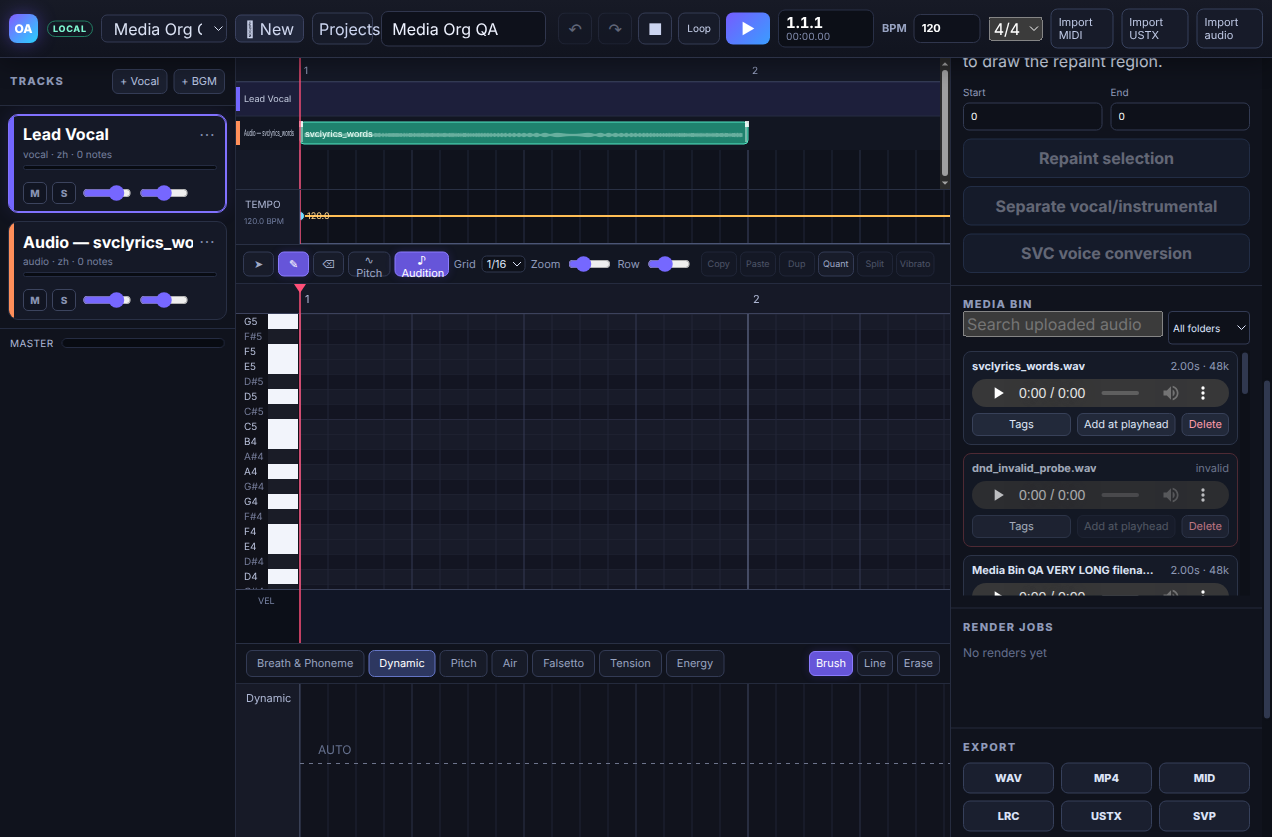 OA LOCAL Media Org Q New Projects Media Org QA Loop 1.1.1 00:00.00 BPM 120 4/4 Import MIDI Import USTX Import audio
TRACKS + Vocal + BGM
Lead Vocal ...
vocal · zh · 0 notes
M S
Audio — svclyrics_wo ...
audio · zh · 0 notes
M S
MASTER
1 2
Lead Vocal
Audio — svclyrics_words svclyrics_words
TEMPO
120.0 BPM 120.0
Pitch Audition Grid 1/16 Zoom Row Copy Paste Dup Quant Split Vibrato
1 2
G5
F#5
F5
E5
D#5
D5
C#5
C5
B4
A#4
A4
G#4
G4
F#4
F4
E4
D#4
D4
VEL
Breath & Phoneme Dynamic Pitch Air Falsetto Tension Energy Brush Line Erase
Dynamic
AUTO
to draw the repaint region.
Start End
0 0
Repaint selection
Separate vocal/instrumental
SVC voice conversion
MEDIA BIN
Search uploaded audio All folders
svclyrics_words.wav 2.00s · 48k
0:00 / 0:00
Tags Add at playhead Delete
dnd_invalid_probe.wav invalid
0:00 / 0:00
Tags Add at playhead Delete
Media Bin QA VERY LONG filena... 2.00s · 48k
0:00 / 0:00
RENDER JOBS
No renders yet
EXPORT
WAV MP4 MID
LRC USTX SVP